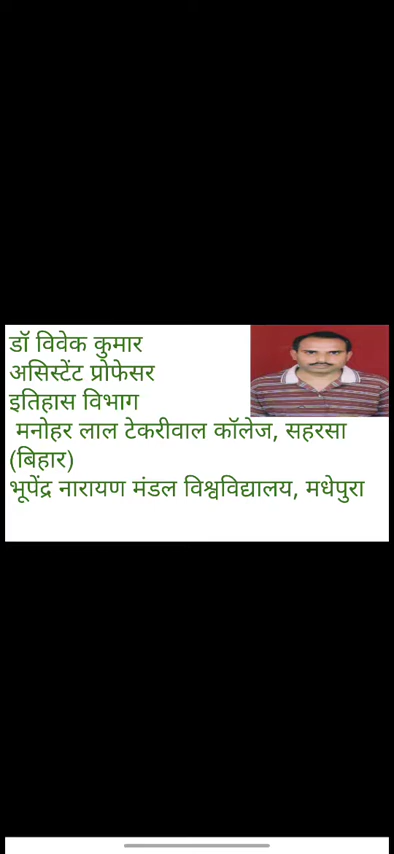 डॉ विवेक कुमार
असिस्टेंट प्रोफेसर
इतिहास विभाग
मनोहर लाल टेकरीवाल कॉलेज, सहरसा
(बिहार)
भूपेंद्र नारायण मंडल विश्वविद्यालय, मधेपुरा